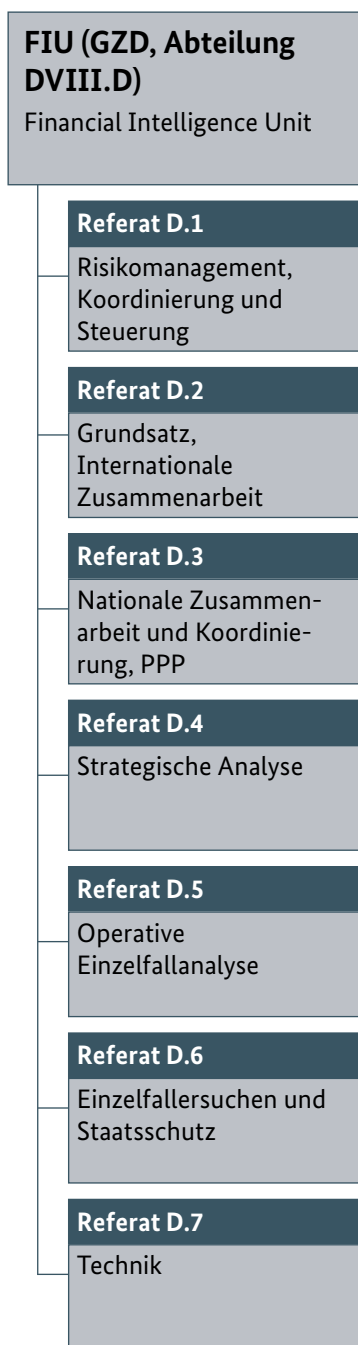 FIU (GZD, Abteilung
DVIII.D)
Financial Intelligence Unit
Referat D.1
Risikomanagement,
Koordinierung und
Steuerung
Referat D.2
Grundsatz,
Internationale
Zusammenarbeit
Referat D.3
Nationale Zusammen-
arbeit und Koordinie-
rung, PPP
Referat D.4
Strategische Analyse
Referat D.5
Operative
Einzelfallanalyse
Referat D.6
Einzelfallersuchen und
Staatsschutz
Referat D.7
Technik